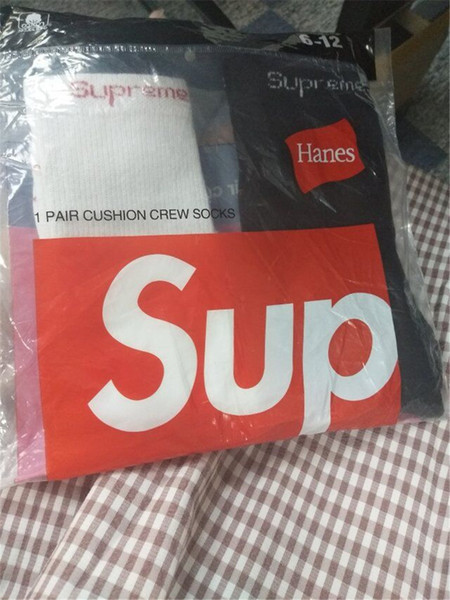 6-12
Supreme
Supreme
Hanes
1 PAIR CUSHION CREW SOCKS
Sup